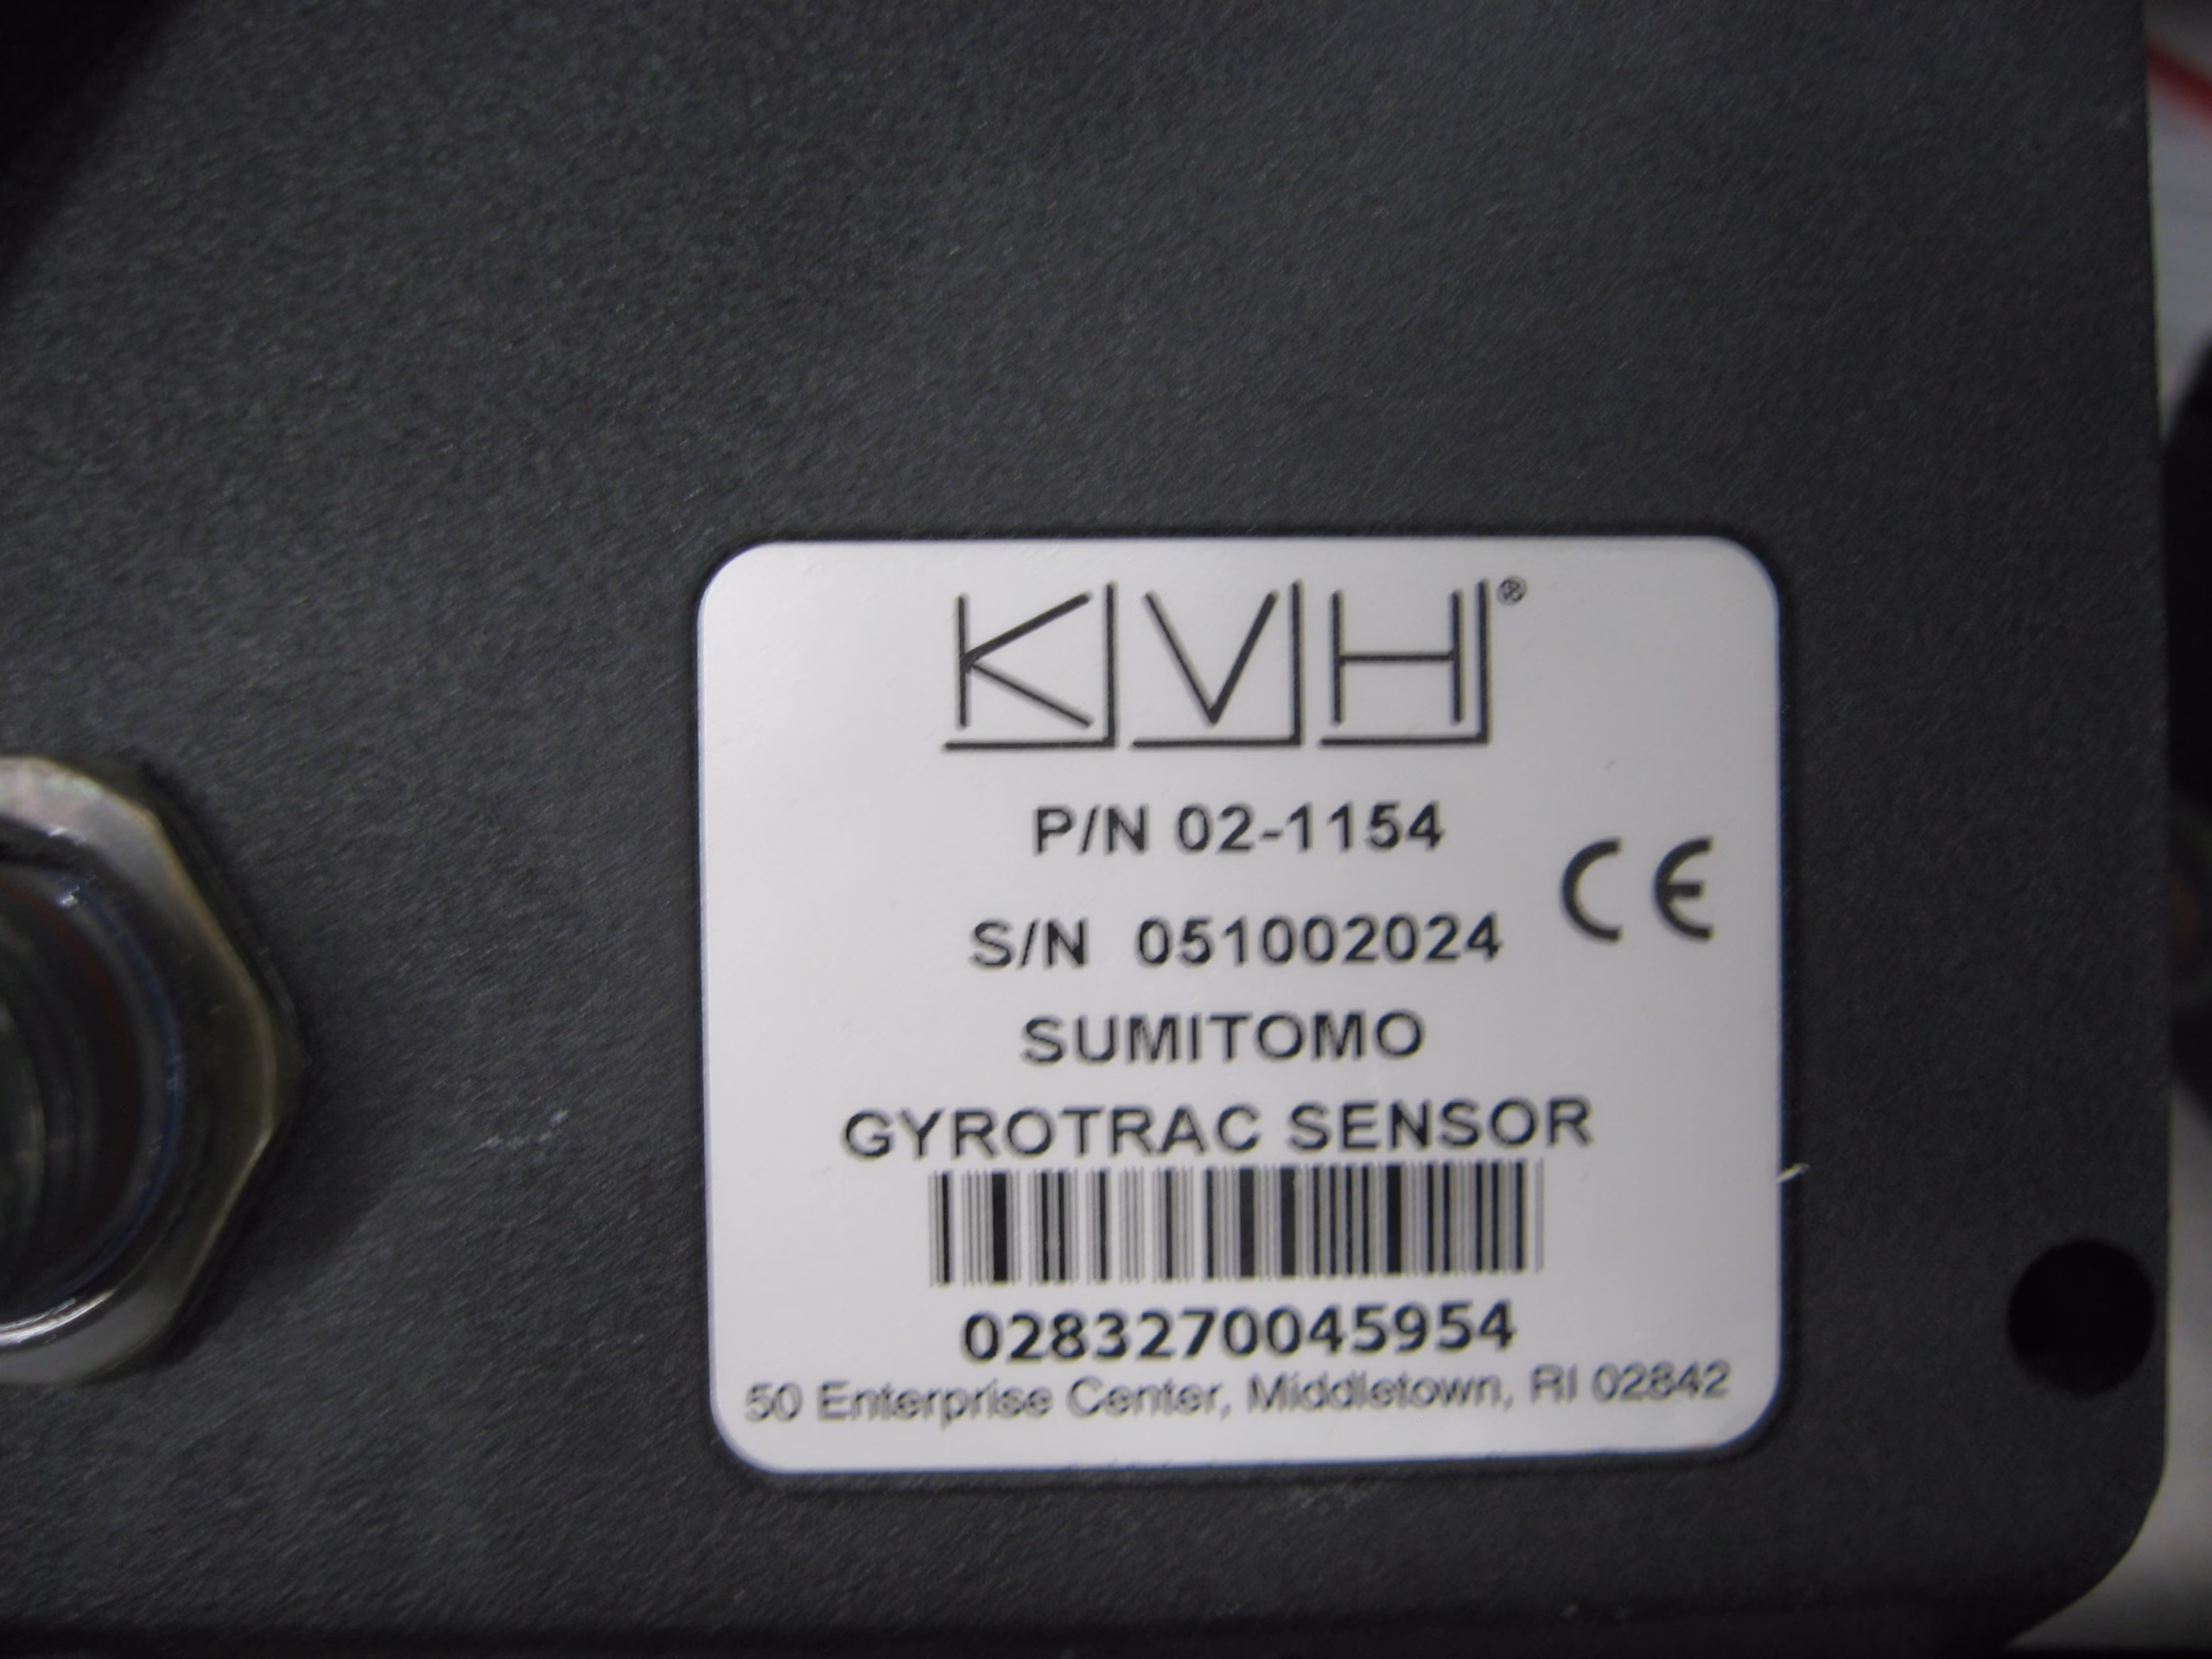 KVH®
P/N 02-1154
CE
S/N 051002024
SUMITOMO
GYROTRAC SENSOR
0283270045954
50 Enterprise Center, Middletown, RI 02842